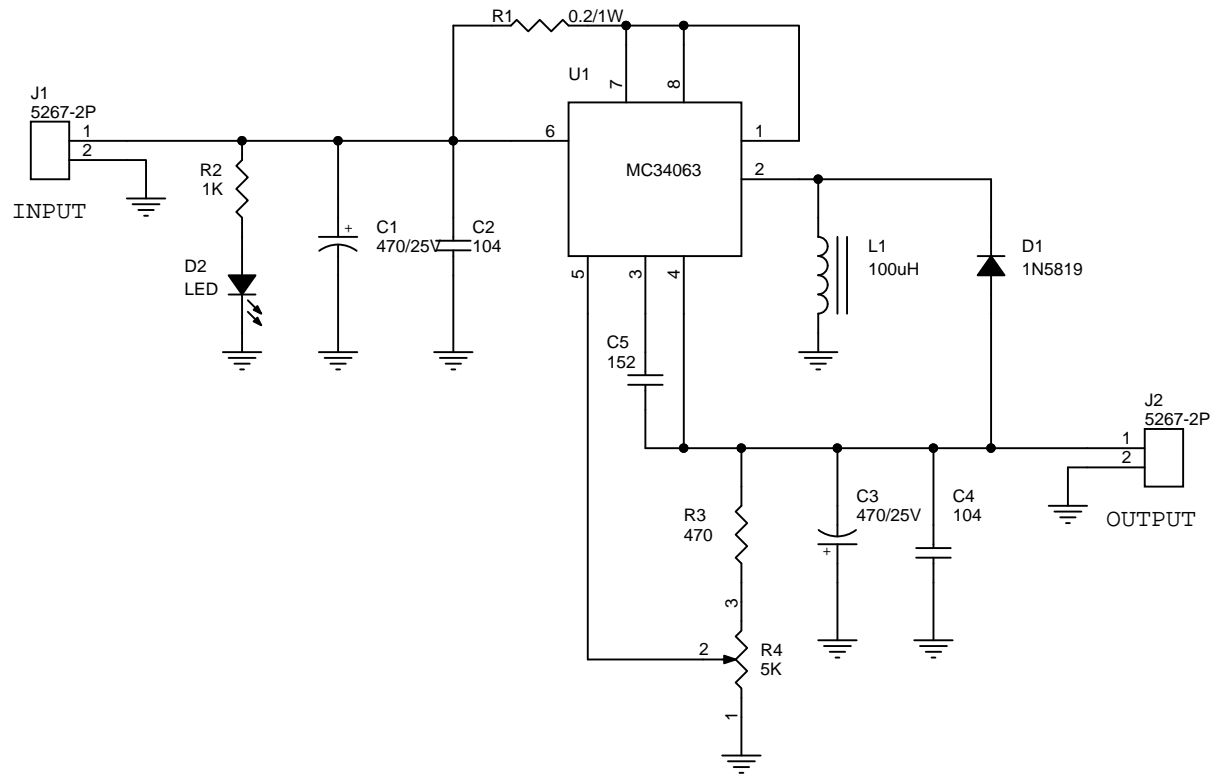 R1
0.2/1W
U1
7
8
J1
5267-2P
1
2
INPUT
6
1
2
MC34063
R2
1K
+
C1
470/25V
C2
104
D2
LED
5
3
4
L1
100uH
D1
1N5819
C5
152
J2
5267-2P
1
2
OUTPUT
R3
470
C3
470/25V
+
C4
104
3
2
R4
5K
1